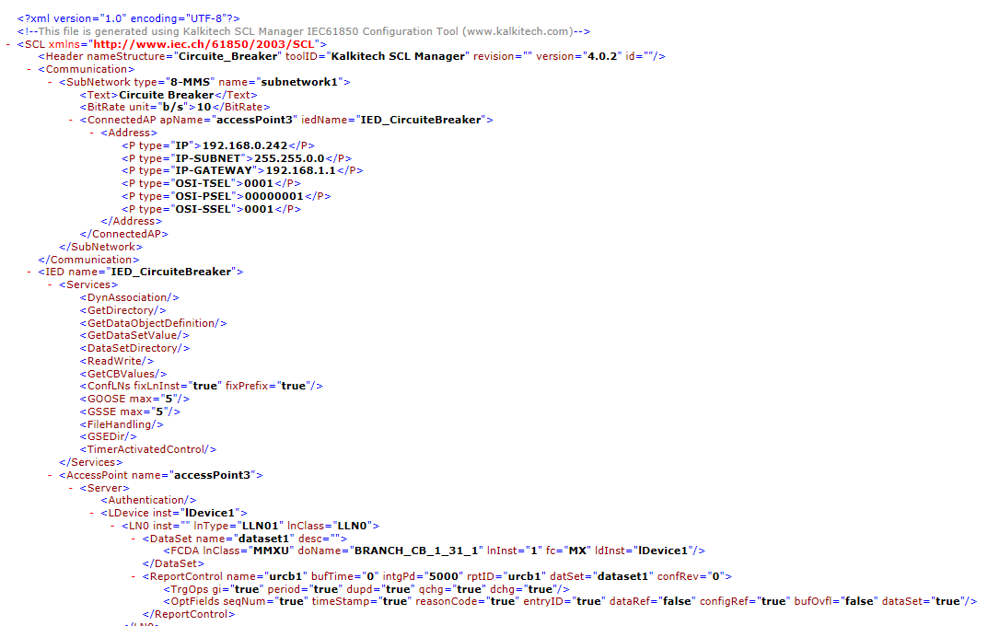 <?xml version="1.0" encoding="UTF-8"?>
<!--This file is generated using Kalkitech SCL Manager IEC61850 Configuration Tool (www.kalkitech.com)-->
- <SCL xmlns="http://www.iec.ch/61850/2003/SCL">
<Header nameStructure="Circuite_Breaker" toolID="Kalkitech SCL Manager" revision="" version="4.0.2" id=""/>
- <Communication>
- <SubNetwork type="8-MMS" name="subnetwork1">
<Text>Circuite Breaker</Text>
<BitRate unit="b/s">10</BitRate>
- <ConnectedAP apName="accessPoint3" iedName="IED_CircuiteBreaker">
- <Address>
<P type="IP">192.168.0.242</P>
<P type="IP-SUBNET">255.255.0.0</P>
<P type="IP-GATEWAY">192.168.1.1</P>
<P type="OSI-TSEL">0001</P>
<P type="OSI-PSEL">00000001</P>
<P type="OSI-SSEL">0001</P>
</Address>
</ConnectedAP>
</SubNetwork>
</Communication>
- <IED name="IED_CircuiteBreaker">
- <Services>
<DynAssociation/>
<GetDirectory/>
<GetDataObjectDefinition/>
<GetDataSetValue/>
<DataSetDirectory/>
<ReadWrite/>
<GetCBValues/>
<ConfLNs fixLnInst="true" fixPrefix="true"/>
<GOOSE max="5"/>
<GSSE max="5"/>
<FileHandling/>
<GSEDir/>
<TimerActivatedControl/>
</Services>
- <AccessPoint name="accessPoint3">
- <Server>
<Authentication/>
- <LDevice inst="lDevice1">
- <LN0 inst="" lnType="LLN01" lnClass="LLN0">
- <DataSet name="dataset1" desc="">
<FCDA lnClass="MMXU" doName="BRANCH_CB_1_31_1" lnInst="1" fc="MX" ldInst="lDevice1"/>
</DataSet>
- <ReportControl name="urcb1" bufTime="0" intgPd="5000" rptID="urcb1" datSet="dataset1" confRev="0">
<TrgOps gi="true" period="true" dupd="true" qchg="true" dchg="true"/>
<OptFields seqNum="true" timeStamp="true" reasonCode="true" entryID="true" dataRef="false" configRef="true" bufOvfl="false" dataSet="true"/>
</ReportControl>